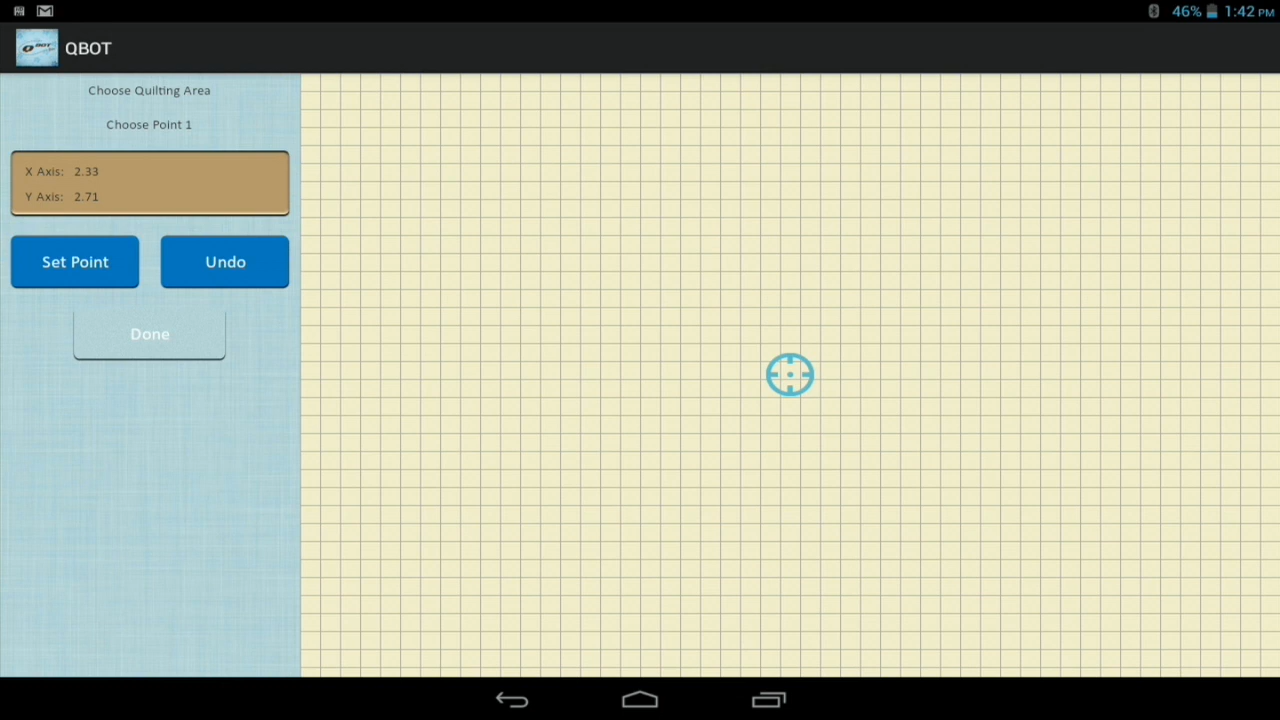 46% 1:42 PM
QBOT
Choose Quilting Area
Choose Point 1
X Axis: 2.33
Y Axis: 2.71
Set Point Undo
Done